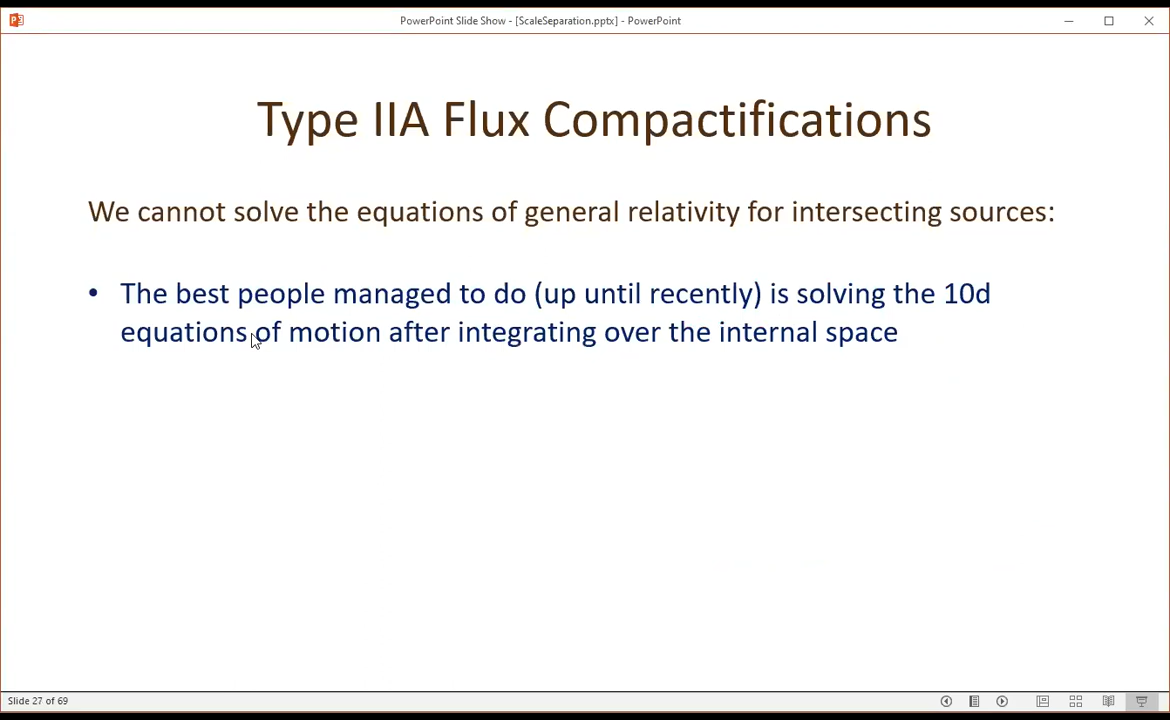 PowerPoint Slide Show - [ScaleSeparation.pptx] - PowerPoint
Type IIA Flux Compactifications
We cannot solve the equations of general relativity for intersecting sources:
• The best people managed to do (up until recently) is solving the 10d
equations of motion after integrating over the internal space
Slide 27 of 69